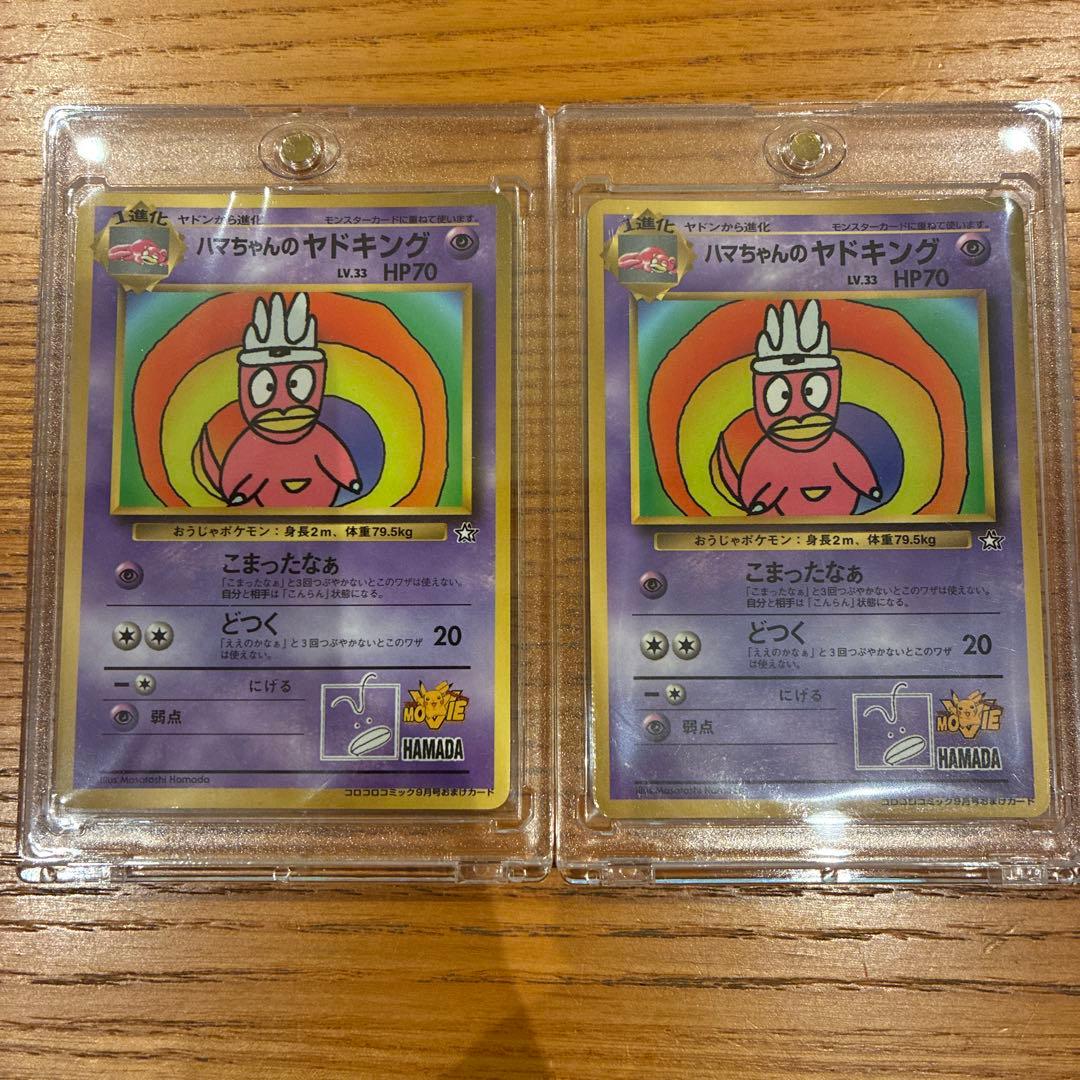 1進化
ヤドンから進化
モンスターカードに重ねて使います。
ハマちゃんのヤドキング
LV.33 HP70
おうじゃポケモン：身長2m、体重79.5kg
こまったなぁ
「こまったなぁ」と3回つぶやかないとこのワザは使えない。
自分と相手は「こんらん」状態になる。
どつく
「ええのかなぁ」と3回つぶやかないとこのワザ
は使えない。
20
にげる
弱点
MOVIE
HAMADA
Illus. Masatoshi Hamada
コロコロコミック9月号おまけカード
1進化
ヤドンから進化
モンスターカードに重ねて使います。
ハマちゃんのヤドキング
LV.33 HP70
おうじゃポケモン：身長2m、体重79.5kg
こまったなぁ
「こまったなぁ」と3回つぶやかないとこのワザは使えない。
自分と相手は「こんらん」状態になる。
どつく
「ええのかなぁ」と3回つぶやかないとこのワザ
は使えない。
20
にげる
弱点
MOVIE
HAMADA
Illus. Masatoshi Hamada
コロコロコミック9月号おまけカード